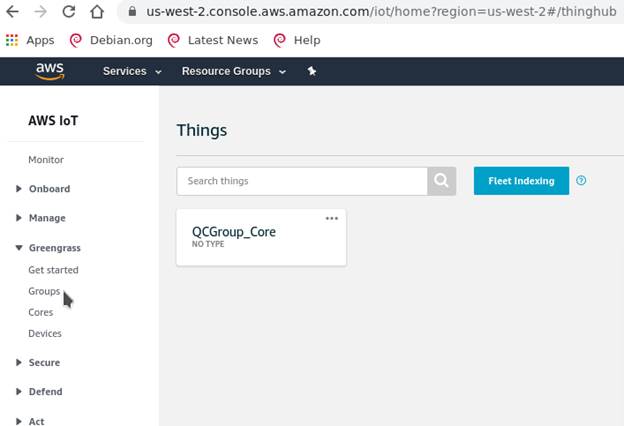 us-west-2.console.aws.amazon.com/iot/home?region=us-west-2#/thinghub
Apps Debian.org Latest News Help
aws Services Resource Groups
AWS IoT
Monitor
Onboard
Manage
Greengrass
Get started
Groups
Cores
Devices
Secure
Defend
Act
Things
Search things
Fleet Indexing
?
QCGroup_Core
NO TYPE